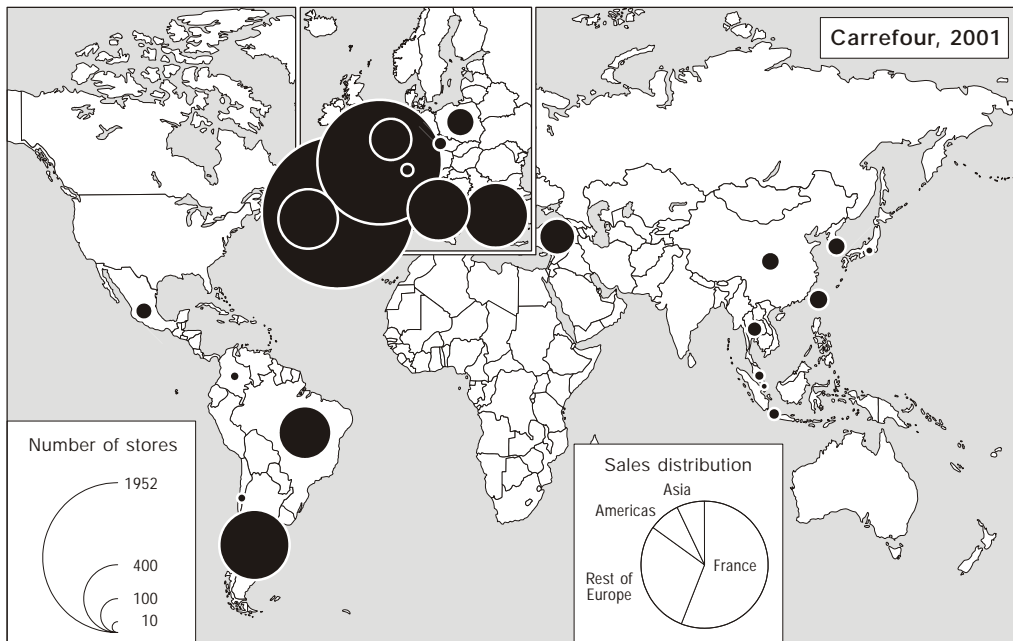 Carrefour, 2001
Number of stores
1952
400
100
10
Sales distribution
Asia
Americas
France
Rest of
Europe